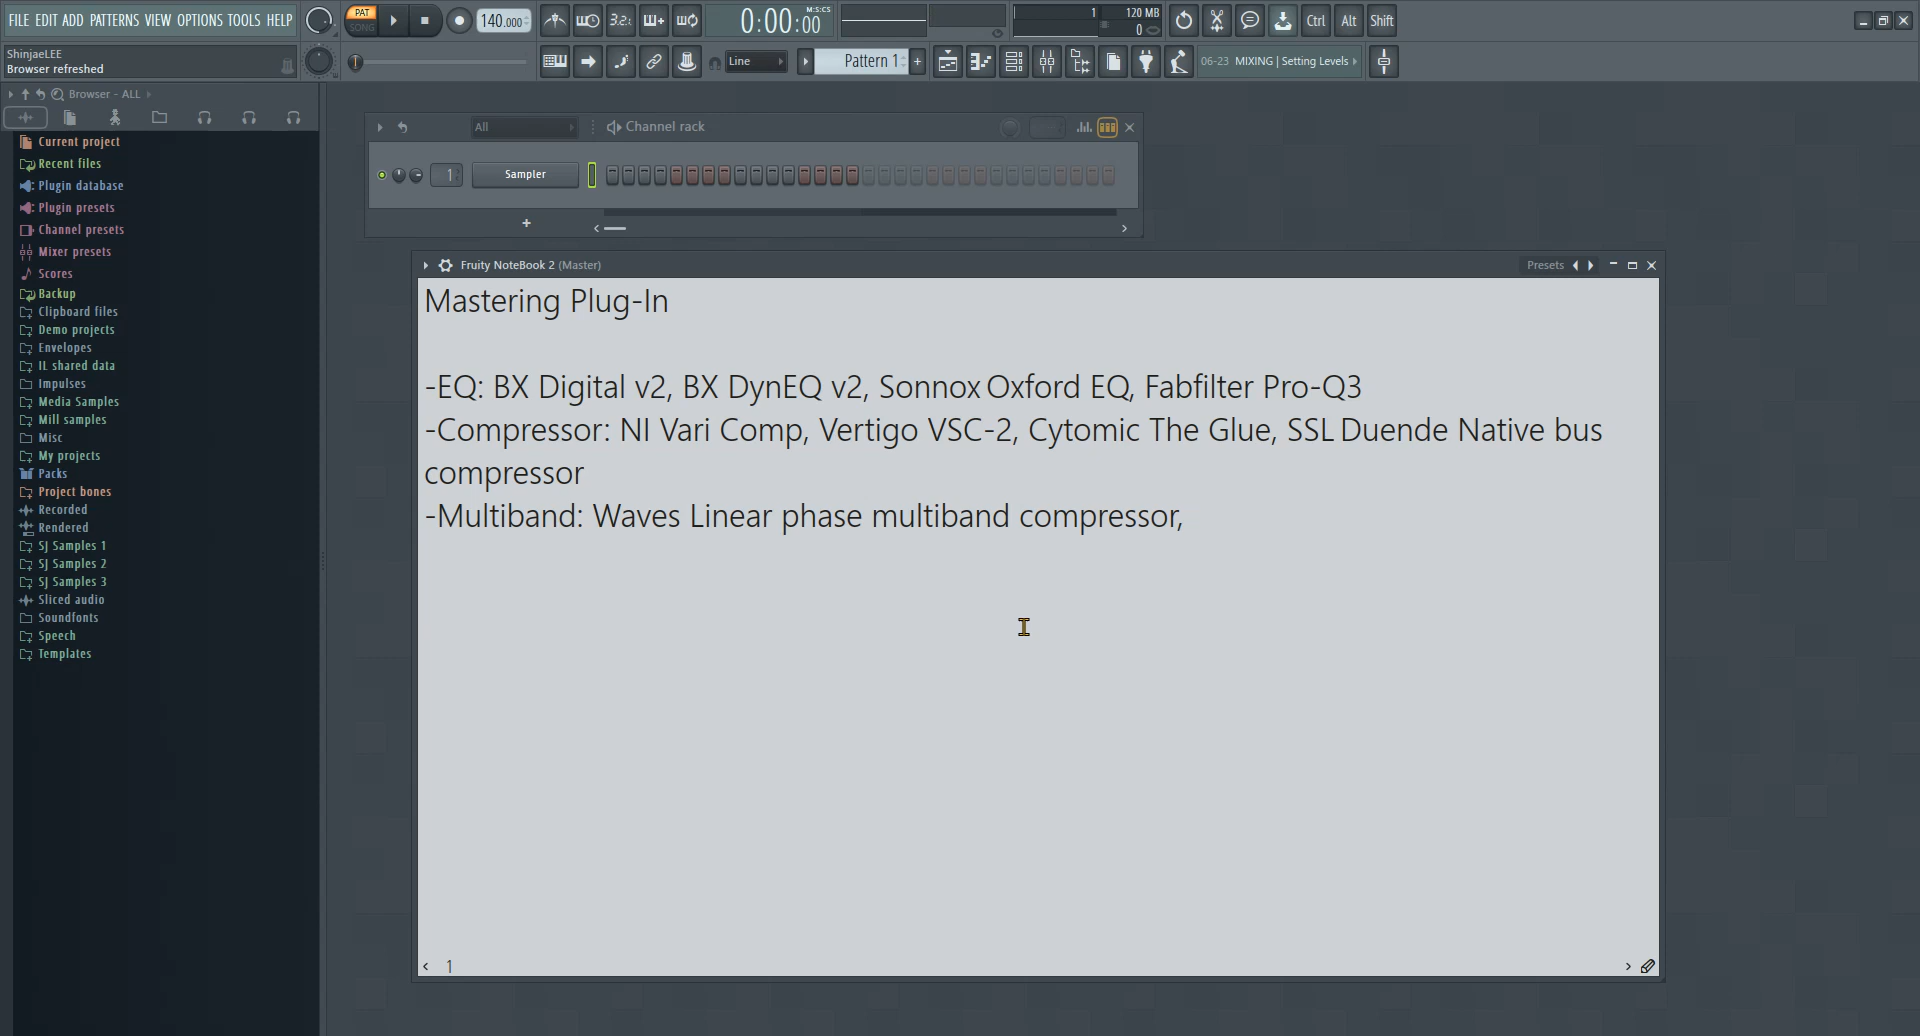 FILE EDIT ADD PATTERNS VIEW OPTIONS TOOLS HELP
PAT
SONG
140.000
3.2.
0:00:00
M:S:CS
1
120 MB
0
Ctrl
Alt
Shift
ShinjaeLEE
Browser refreshed
Line
Pattern 1
+
06-23 MIXING | Setting Levels
Browser - ALL
Current project
Recent files
Plugin database
Plugin presets
Channel presets
Mixer presets
Scores
Backup
Clipboard files
Demo projects
Envelopes
IL shared data
Impulses
Media Samples
Mill samples
Misc
My projects
Packs
Project bones
Recorded
Rendered
SJ Samples 1
SJ Samples 2
SJ Samples 3
Sliced audio
Soundfonts
Speech
Templates
All
Channel rack
1
Sampler
+
Fruity NoteBook 2 (Master)
Presets
Mastering Plug-In
-EQ: BX Digital v2, BX DynEQ v2, Sonnox Oxford EQ, Fabfilter Pro-Q3
-Compressor: NI Vari Comp, Vertigo VSC-2, Cytomic The Glue, SSL Duende Native bus
compressor
-Multiband: Waves Linear phase multiband compressor,
1